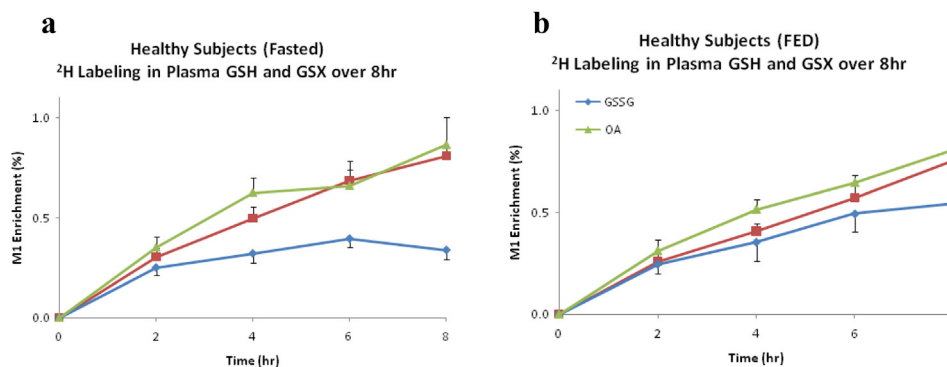 a
Healthy Subjects (Fasted)
²H Labeling in Plasma GSH and GSX over 8hr
M1 Enrichment (%)
1.0
0.5
0.0
0
2
4
6
8
Time (hr)
b
Healthy Subjects (FED)
²H Labeling in Plasma GSH and GSX over 8hr
GSSG
OA
M1 Enrichment (%)
1.0
0.5
0.0
0
2
4
6
Time (hr)